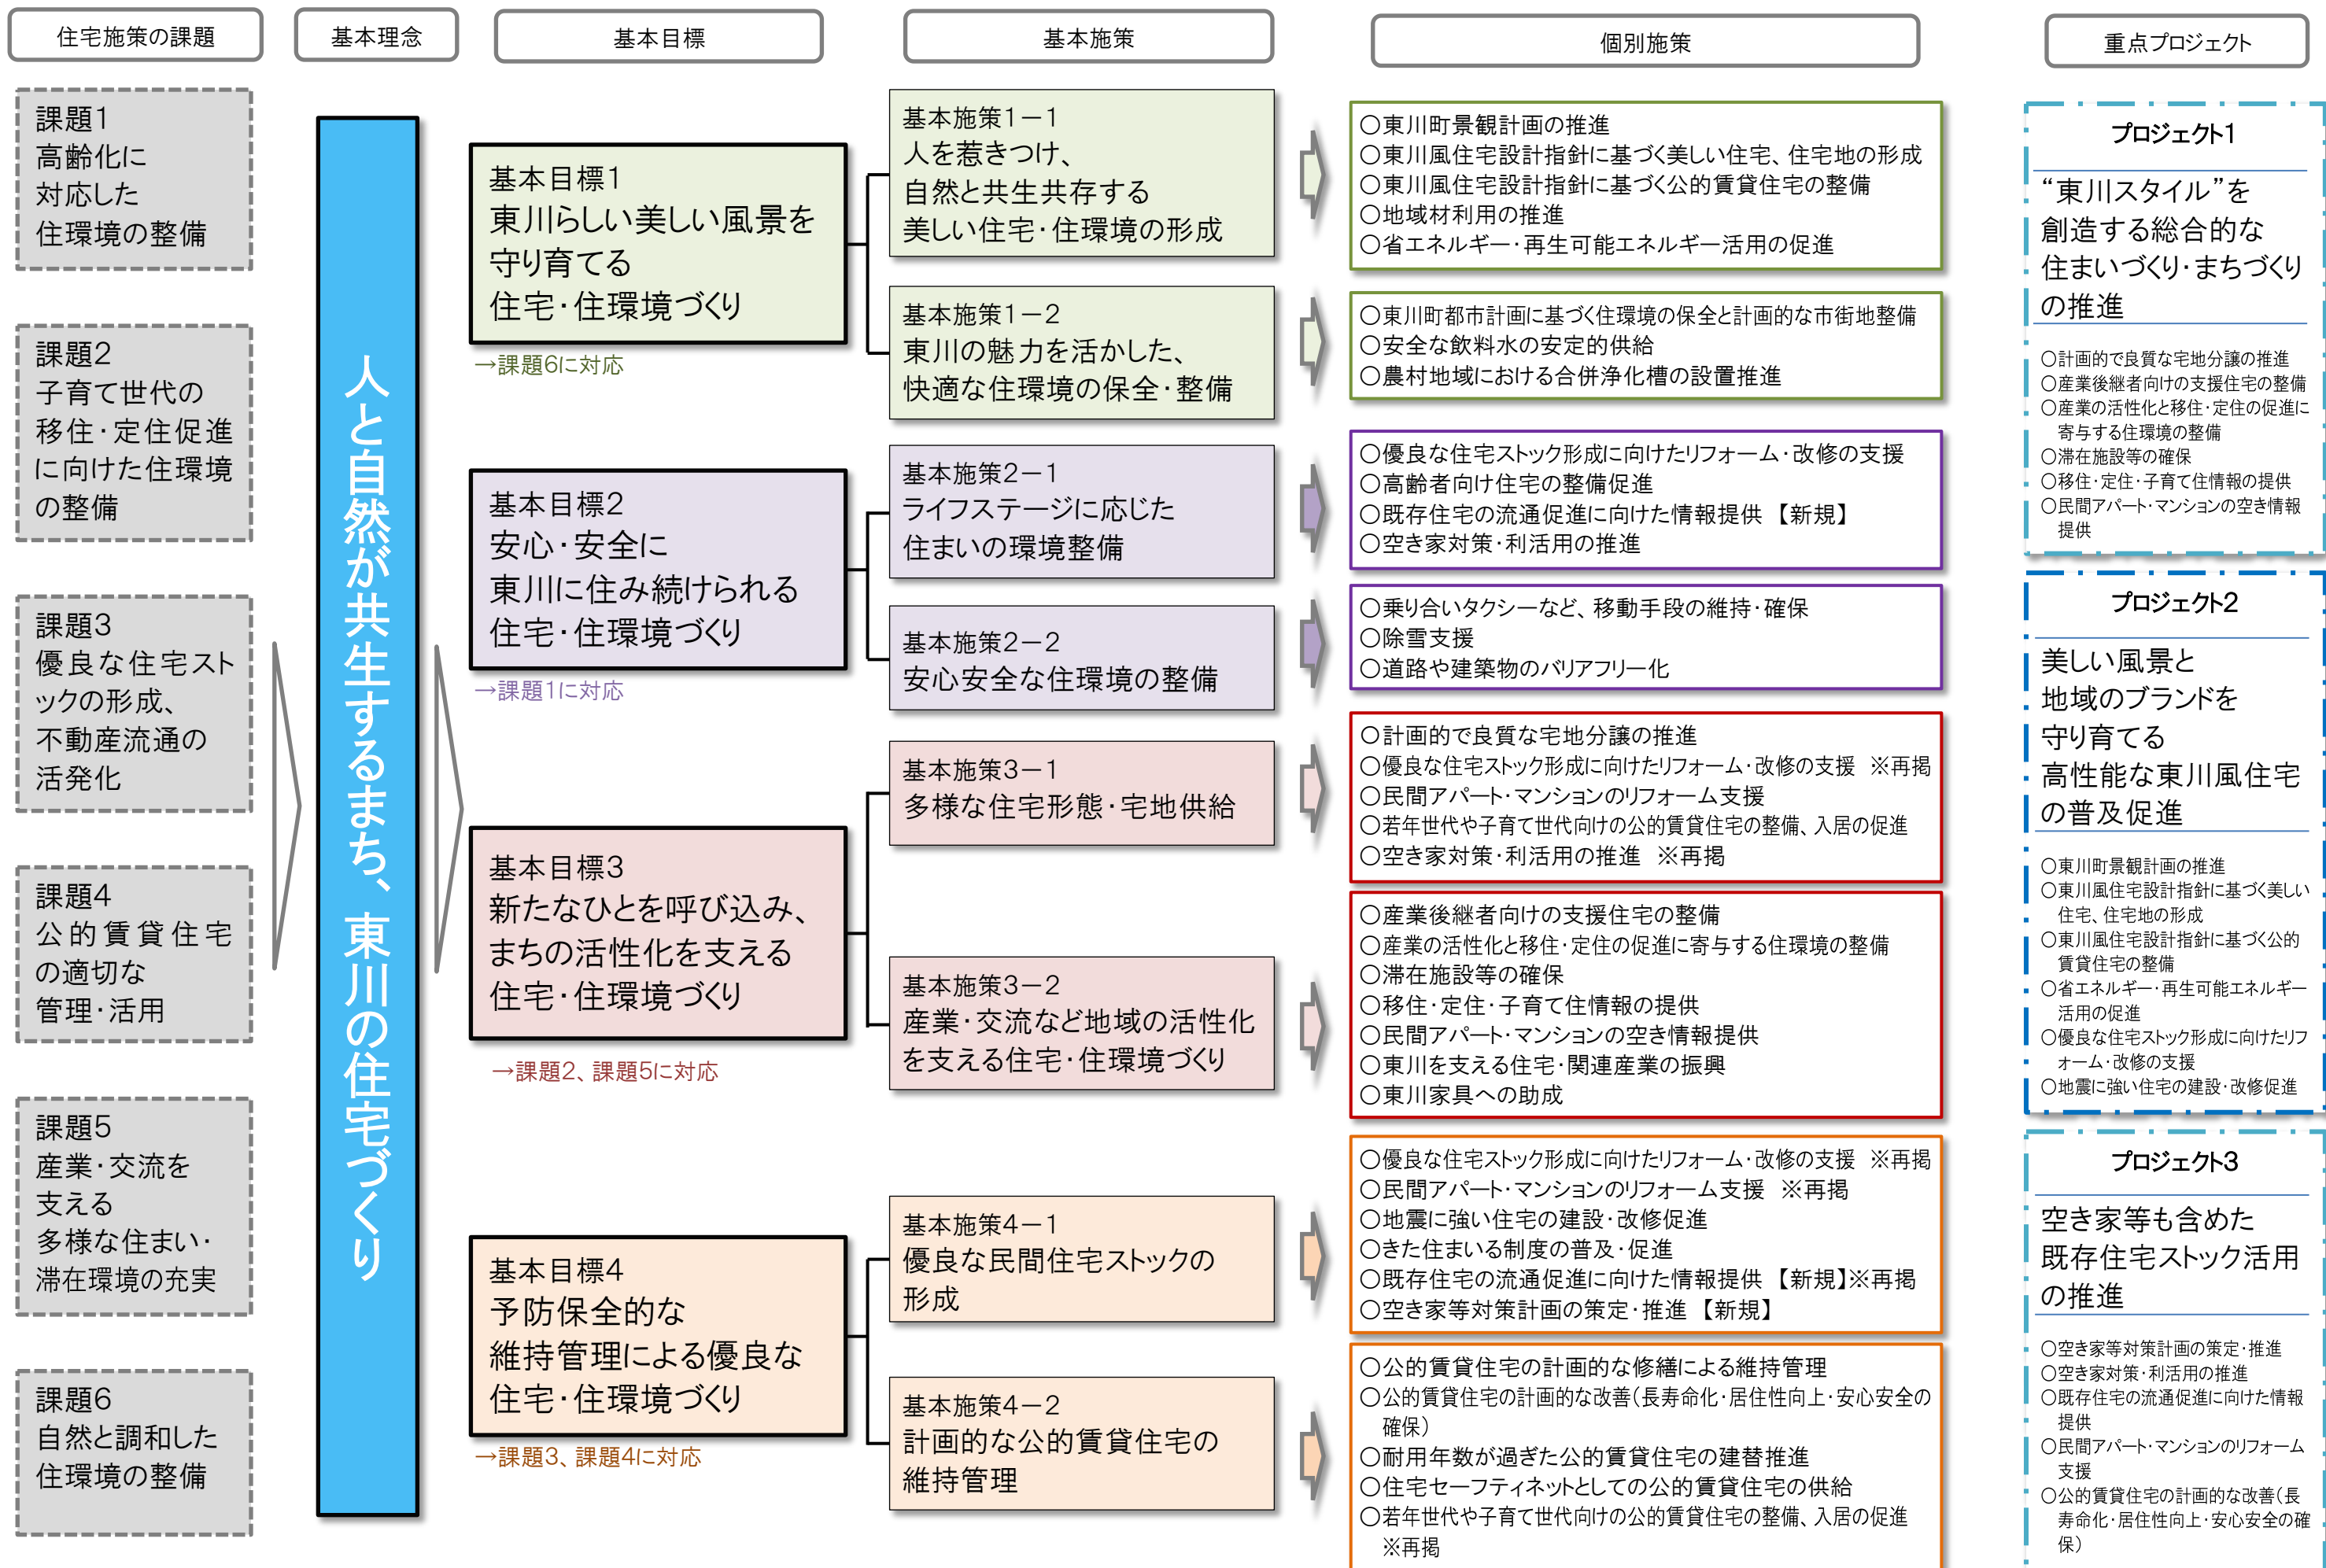 住宅施策の課題
基本理念
基本目標
基本施策
個別施策
重点プロジェクト
課題1
高齢化に
対応した
住環境の整備
課題2
子育て世代の
移住・定住促進
に向けた住環境
の整備
課題3
優良な住宅スト
ックの形成、
不動産流通の
活発化
課題4
公的賃貸住宅
の適切な
管理・活用
課題5
産業・交流を
支える
多様な住まい・
滞在環境の充実
課題6
自然と調和した
住環境の整備
人と自然が共生するまち、東川の住宅づくり
基本目標1
東川らしい美しい風景を
守り育てる
住宅・住環境づくり
→課題6に対応
基本目標2
安心・安全に
東川に住み続けられる
住宅・住環境づくり
→課題1に対応
基本目標3
新たなひとを呼び込み、
まちの活性化を支える
住宅・住環境づくり
→課題2、課題5に対応
基本目標4
予防保全的な
維持管理による優良な
住宅・住環境づくり
→課題3、課題4に対応
基本施策1-1
人を惹きつけ、
自然と共生共存する
美しい住宅・住環境の形成
基本施策1-2
東川の魅力を活かした、
快適な住環境の保全・整備
基本施策2-1
ライフステージに応じた
住まいの環境整備
基本施策2-2
安心安全な住環境の整備
基本施策3-1
多様な住宅形態・宅地供給
基本施策3-2
産業・交流など地域の活性化
を支える住宅・住環境づくり
基本施策4-1
優良な民間住宅ストックの
形成
基本施策4-2
計画的な公的賃貸住宅の
維持管理
○東川町景観計画の推進
○東川風住宅設計指針に基づく美しい住宅、住宅地の形成
○東川風住宅設計指針に基づく公的賃貸住宅の整備
○地域材利用の推進
○省エネルギー・再生可能エネルギー活用の促進
○東川町都市計画に基づく住環境の保全と計画的な市街地整備
○安全な飲料水の安定的供給
○農村地域における合併浄化槽の設置推進
○優良な住宅ストック形成に向けたリフォーム・改修の支援
○高齢者向け住宅の整備促進
○既存住宅の流通促進に向けた情報提供 【新規】
○空き家対策・利活用の推進
○乗り合いタクシーなど、移動手段の維持・確保
○除雪支援
○道路や建築物のバリアフリー化
○計画的で良質な宅地分譲の推進
○優良な住宅ストック形成に向けたリフォーム・改修の支援 ※再掲
○民間アパート・マンションのリフォーム支援
○若年世代や子育て世代向けの公的賃貸住宅の整備、入居の促進
○空き家対策・利活用の推進 ※再掲
○産業後継者向けの支援住宅の整備
○産業の活性化と移住・定住の促進に寄与する住環境の整備
○滞在施設等の確保
○移住・定住・子育て住情報の提供
○民間アパート・マンションの空き情報提供
○東川を支える住宅・関連産業の振興
○東川家具への助成
○優良な住宅ストック形成に向けたリフォーム・改修の支援 ※再掲
○民間アパート・マンションのリフォーム支援 ※再掲
○地震に強い住宅の建設・改修促進
○きた住まいる制度の普及・促進
○既存住宅の流通促進に向けた情報提供 【新規】※再掲
○空き家等対策計画の策定・推進 【新規】
○公的賃貸住宅の計画的な修繕による維持管理
○公的賃貸住宅の計画的な改善(長寿命化・居住性向上・安心安全の
確保)
○耐用年数が過ぎた公的賃貸住宅の建替推進
○住宅セーフティネットとしての公的賃貸住宅の供給
○若年世代や子育て世代向けの公的賃貸住宅の整備、入居の促進
※再掲
プロジェクト1
“東川スタイル”を
創造する総合的な
住まいづくり・まちづくり
の推進
○計画的で良質な宅地分譲の推進
○産業後継者向けの支援住宅の整備
○産業の活性化と移住・定住の促進に
寄与する住環境の整備
○滞在施設等の確保
○移住・定住・子育て住情報の提供
○民間アパート・マンションの空き情報
提供
プロジェクト2
美しい風景と
地域のブランドを
守り育てる
高性能な東川風住宅
の普及促進
○東川町景観計画の推進
○東川風住宅設計指針に基づく美しい
住宅、住宅地の形成
○東川風住宅設計指針に基づく公的
賃貸住宅の整備
○省エネルギー・再生可能エネルギー
活用の促進
○優良な住宅ストック形成に向けたリフ
ォーム・改修の支援
○地震に強い住宅の建設・改修促進
プロジェクト3
空き家等も含めた
既存住宅ストック活用
の推進
○空き家等対策計画の策定・推進
○空き家対策・利活用の推進
○既存住宅の流通促進に向けた情報
提供
○民間アパート・マンションのリフォーム
支援
○公的賃貸住宅の計画的な改善(長
寿命化・居住性向上・安心安全の確
保)